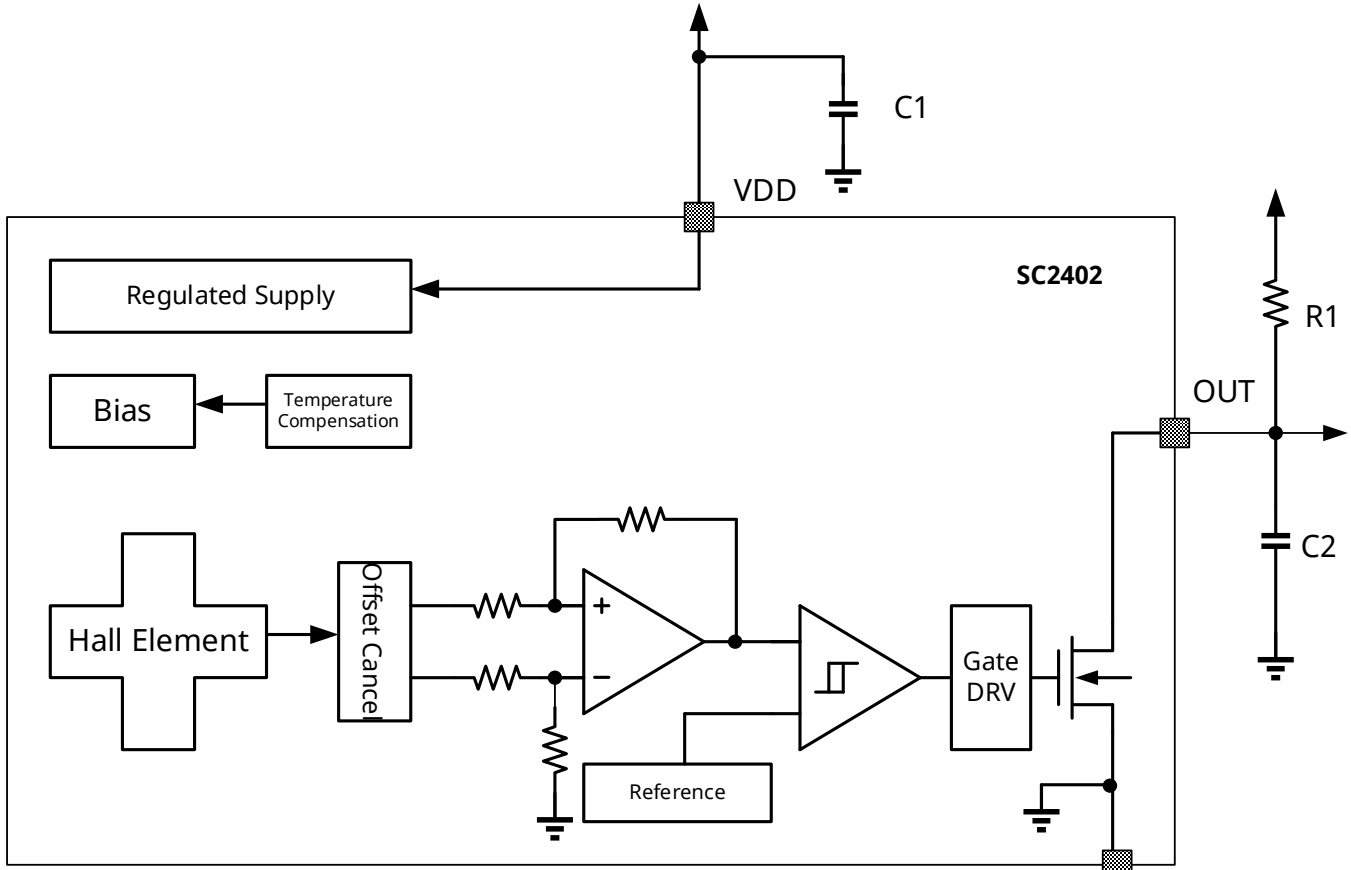 C1
VDD
SC2402
Regulated Supply
R1
OUT
Bias
Temperature
Compensation
+
C2
Offset Cancel
Hall Element
−
Gate
DRV
Reference